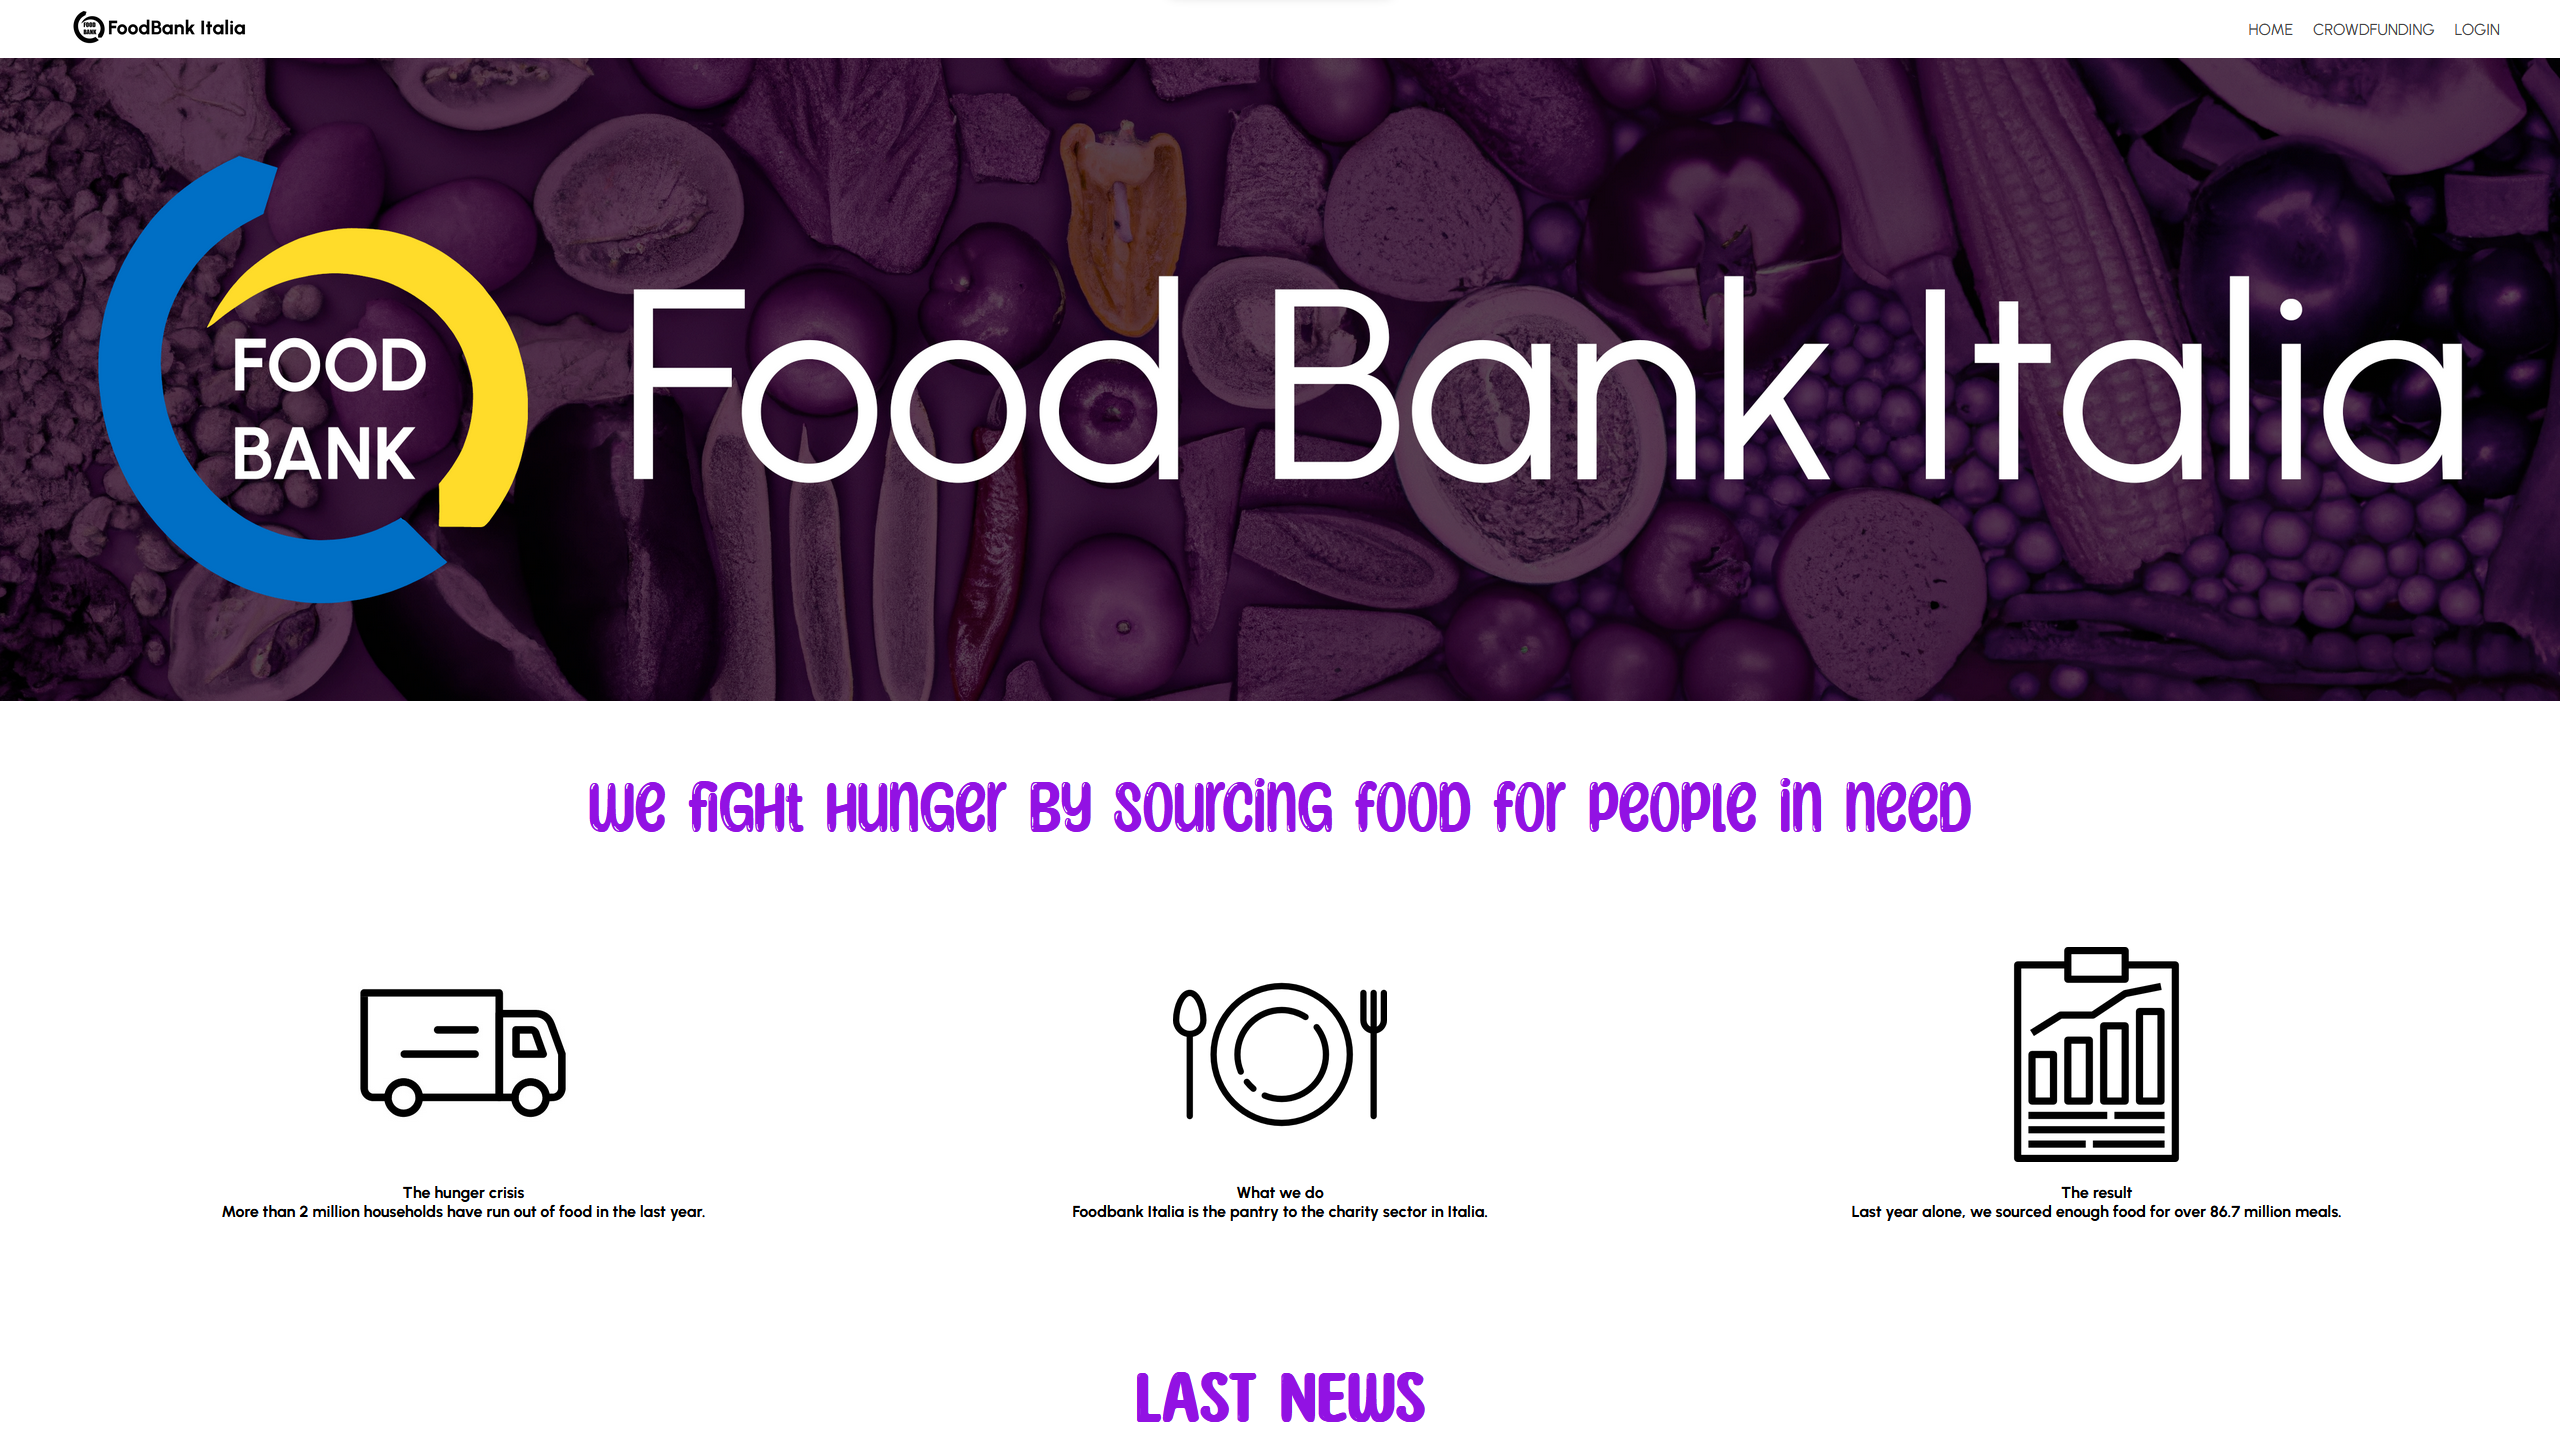 FOOD
BANK
FoodBank Italia
HOME CROWDFUNDING LOGIN
FOOD
BANK
Food Bank Italia
we fight hunger by sourcing food for people in need
The hunger crisis
More than 2 million households have run out of food in the last year.
What we do
Foodbank Italia is the pantry to the charity sector in Italia.
The result
Last year alone, we sourced enough food for over 86.7 million meals.
LAST NEWS